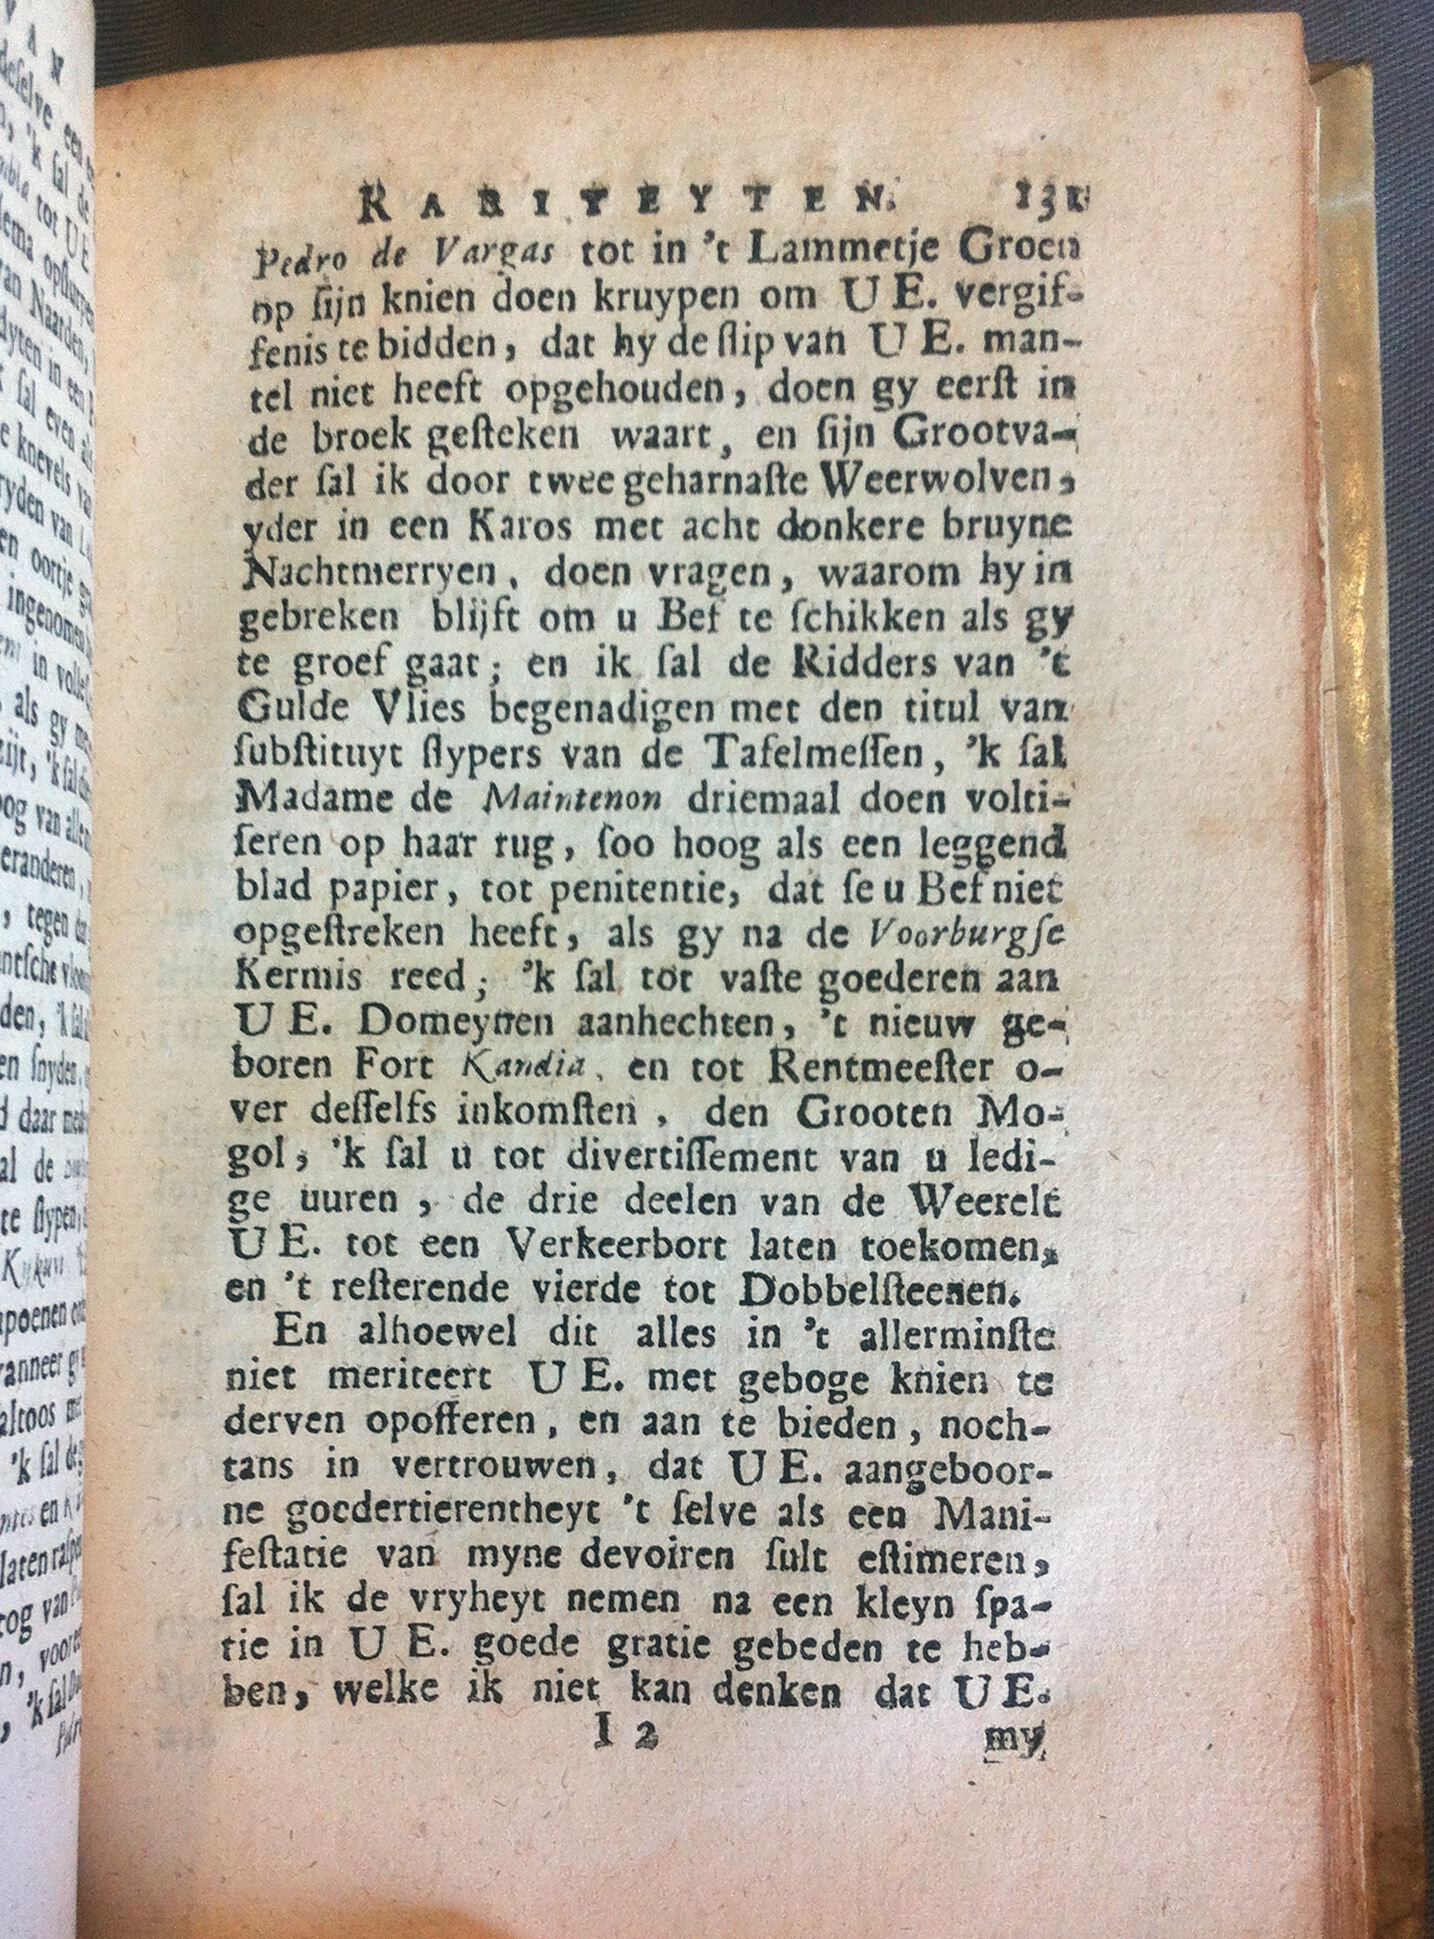 RARITEYTEN. 131
Pedro de Vargas tot in 't Lammetje Groen
op ſijn knien doen kruypen om U E. vergif-
fenis te bidden, dat hy de ſlip van U E. man-
tel niet heeft opgehouden, doen gy eerſt in
de broek geſteken waart, en ſijn Grootva-
der ſal ik door twee geharnaſte Weerwolven,
yder in een Karos met acht donkere bruyne
Nachtmerryen, doen vragen, waarom hy in
gebreken blijft om u Bef te ſchikken als gy
te groef gaat; en ik ſal de Ridders van 't
Gulde Vlies begenadigen met den titul van
ſubſtituyt ſlypers van de Tafelmeſſen, 'k ſal
Madame de Maintenon driemaal doen volti-
ſeren op haar rug, ſoo hoog als een leggend
blad papier, tot penitentie, dat ſe u Bef niet
opgeſtreken heeft, als gy na de Voorburgſe
Kermis reed; 'k ſal tot vaſte goederen aan
U E. Domeynen aanhechten, 't nieuw ge-
boren Fort Kandia, en tot Rentmeeſter o-
ver deſſelfs inkomſten, den Grooten Mo-
gol, 'k ſal u tot divertiſſement van u ledi-
ge uuren, de drie deelen van de Weerelt
U E. tot een Verkeerbort laten toekomen,
en 't reſterende vierde tot Dobbelſteenen.
En alhoewel dit alles in 't allerminſte
niet meriteert U E. met geboge knien te
derven opofferen, en aan te bieden, noch-
tans in vertrouwen, dat U E. aangeboor-
ne goedertierentheyt 't ſelve als een Mani-
feſtatie van myne devoiren ſult eſtimeren,
ſal ik de vryheyt nemen na een kleyn ſpa-
tie in U E. goede gratie gebeden te heb-
ben, welke ik niet kan denken dat U E.
I 2 my